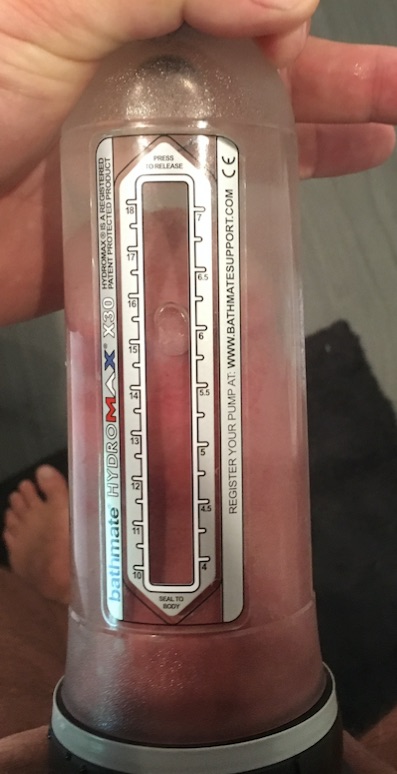 PRESS
TO RELEASE
HYDROMAX® IS A REGISTERED
PATENT PROTECTED PRODUCT
bathmate® HYDROMAX® X30
18
17
16
15
14
13
12
11
10
7
6.5
6
5.5
5
4.5
4
SEAL TO
BODY
REGISTER YOUR PUMP AT: WWW.BATHMATESUPPORT.COM CE